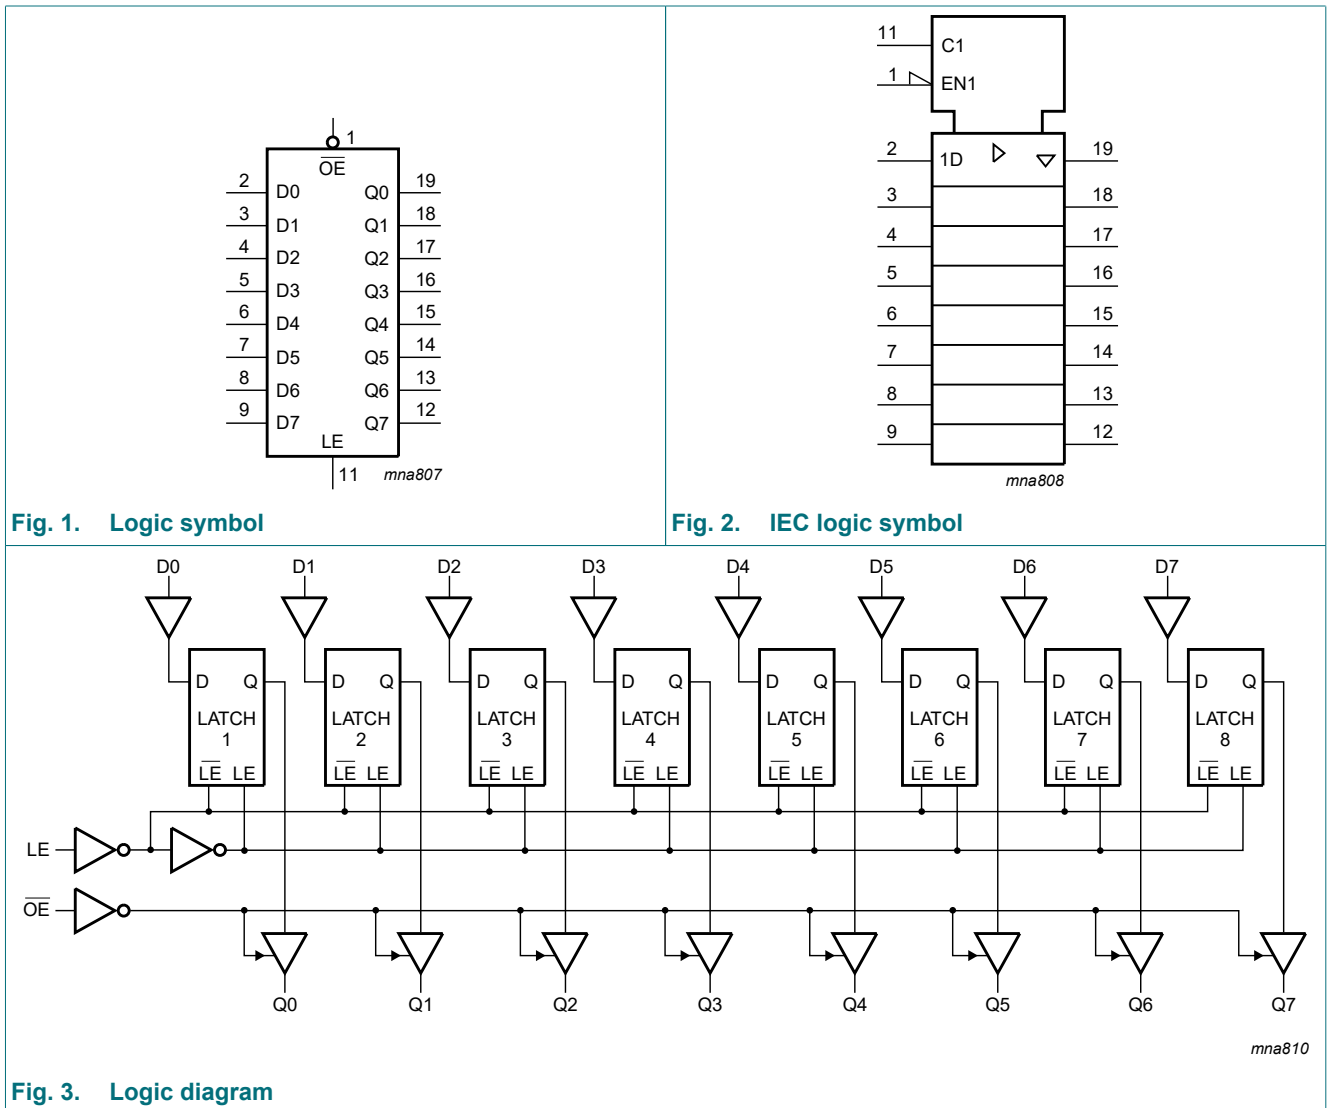 1
OE
2 D0 Q0 19
3 D1 Q1 18
4 D2 Q2 17
5 D3 Q3 16
6 D4 Q4 15
7 D5 Q5 14
8 D6 Q6 13
9 D7 Q7 12
LE
11 mna807
Fig. 1. Logic symbol
11 C1
1 EN1
2 1D 19
3 18
4 17
5 16
6 15
7 14
8 13
9 12
mna808
Fig. 2. IEC logic symbol
D0 D1 D2 D3 D4 D5 D6 D7
D Q D Q D Q D Q D Q D Q D Q D Q
LATCH LATCH LATCH LATCH LATCH LATCH LATCH LATCH
1 2 3 4 5 6 7 8
LE LE LE LE LE LE LE LE LE LE LE LE LE LE LE LE
LE
OE
Q0 Q1 Q2 Q3 Q4 Q5 Q6 Q7
mna810
Fig. 3. Logic diagram